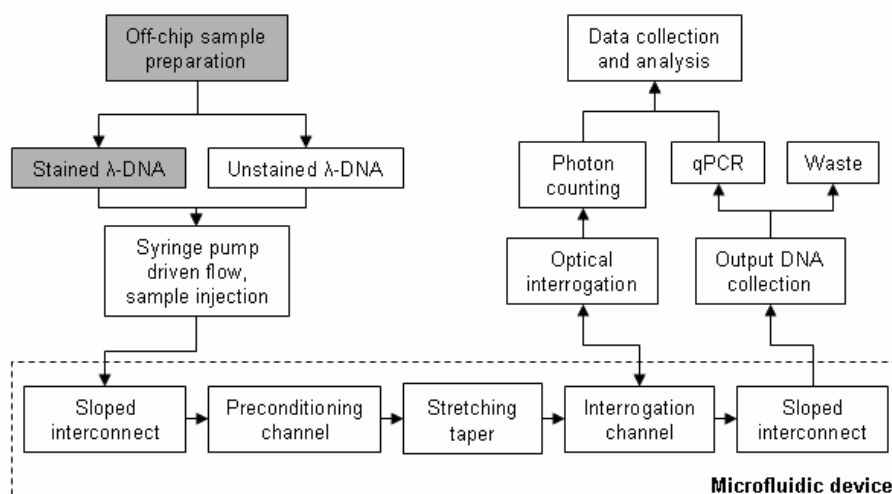 Off-chip sample
preparation
Data collection
and analysis
Stained λ-DNA
Unstained λ-DNA
Photon
counting
qPCR
Waste
Syringe pump
driven flow,
sample injection
Optical
interrogation
Output DNA
collection
Sloped
interconnect
Preconditioning
channel
Stretching
taper
Interrogation
channel
Sloped
interconnect
Microfluidic device